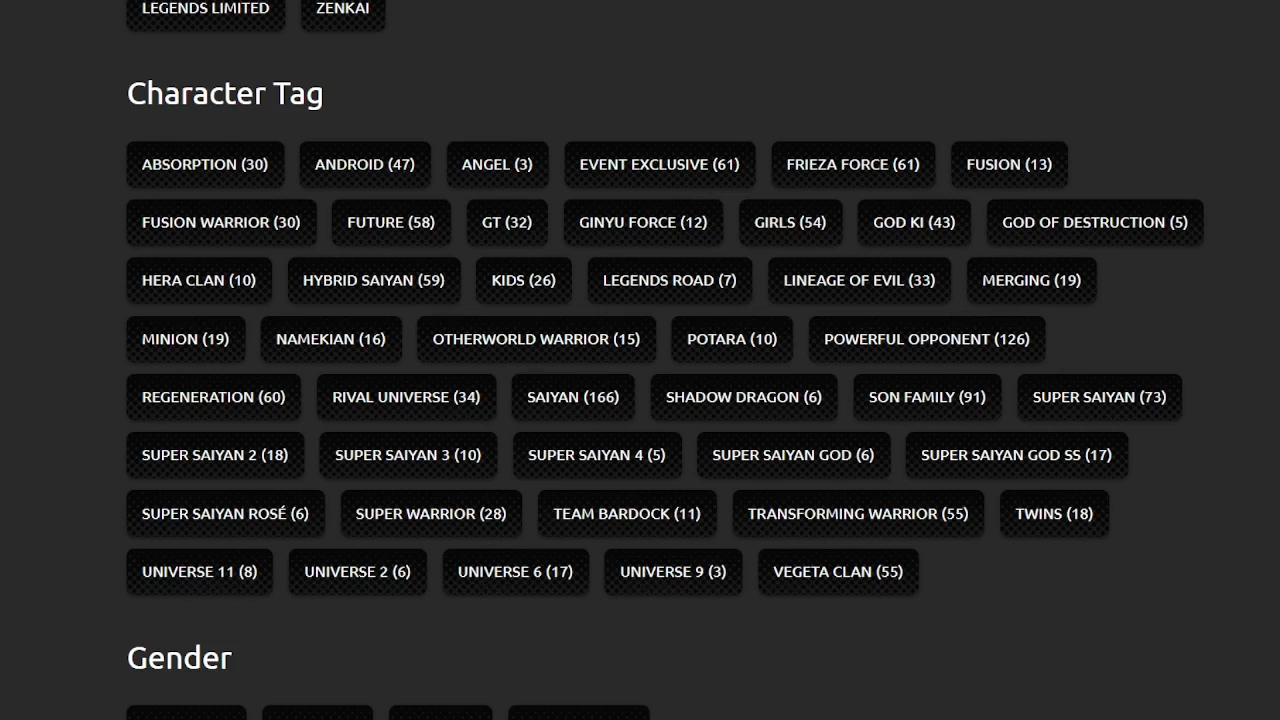 LEGENDS LIMITED ZENKAI
Character Tag
ABSORPTION (30) ANDROID (47) ANGEL (3) EVENT EXCLUSIVE (61) FRIEZA FORCE (61) FUSION (13)
FUSION WARRIOR (30) FUTURE (58) GT (32) GINYU FORCE (12) GIRLS (54) GOD KI (43) GOD OF DESTRUCTION (5)
HERA CLAN (10) HYBRID SAIYAN (59) KIDS (26) LEGENDS ROAD (7) LINEAGE OF EVIL (33) MERGING (19)
MINION (19) NAMEKIAN (16) OTHERWORLD WARRIOR (15) POTARA (10) POWERFUL OPPONENT (126)
REGENERATION (60) RIVAL UNIVERSE (34) SAIYAN (166) SHADOW DRAGON (6) SON FAMILY (91) SUPER SAIYAN (73)
SUPER SAIYAN 2 (18) SUPER SAIYAN 3 (10) SUPER SAIYAN 4 (5) SUPER SAIYAN GOD (6) SUPER SAIYAN GOD SS (17)
SUPER SAIYAN ROSÉ (6) SUPER WARRIOR (28) TEAM BARDOCK (11) TRANSFORMING WARRIOR (55) TWINS (18)
UNIVERSE 11 (8) UNIVERSE 2 (6) UNIVERSE 6 (17) UNIVERSE 9 (3) VEGETA CLAN (55)
Gender